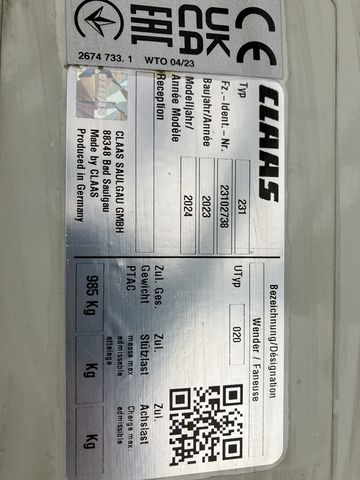 CE UK CA EAC
2674 733. 1 WTO 04/23
CLAAS
Bezeichnung/Désignation
Wender / Faneuse
Typ 231 UTyp 020
Fz.- Ident. - Nr. 23102738
Baujahr/Année 2023
Modelljahr/ Année Modèle 2024
Réception
Zul. Ges. Gewicht PTAC 985 Kg
Zul. Stützlast masse max admissable attelage Kg
Zul. Achslast Charge max admissible Kg
CLAAS SAULGAU GMBH
88348 Bad Saulgau
Made by CLAAS
Produced in Germany